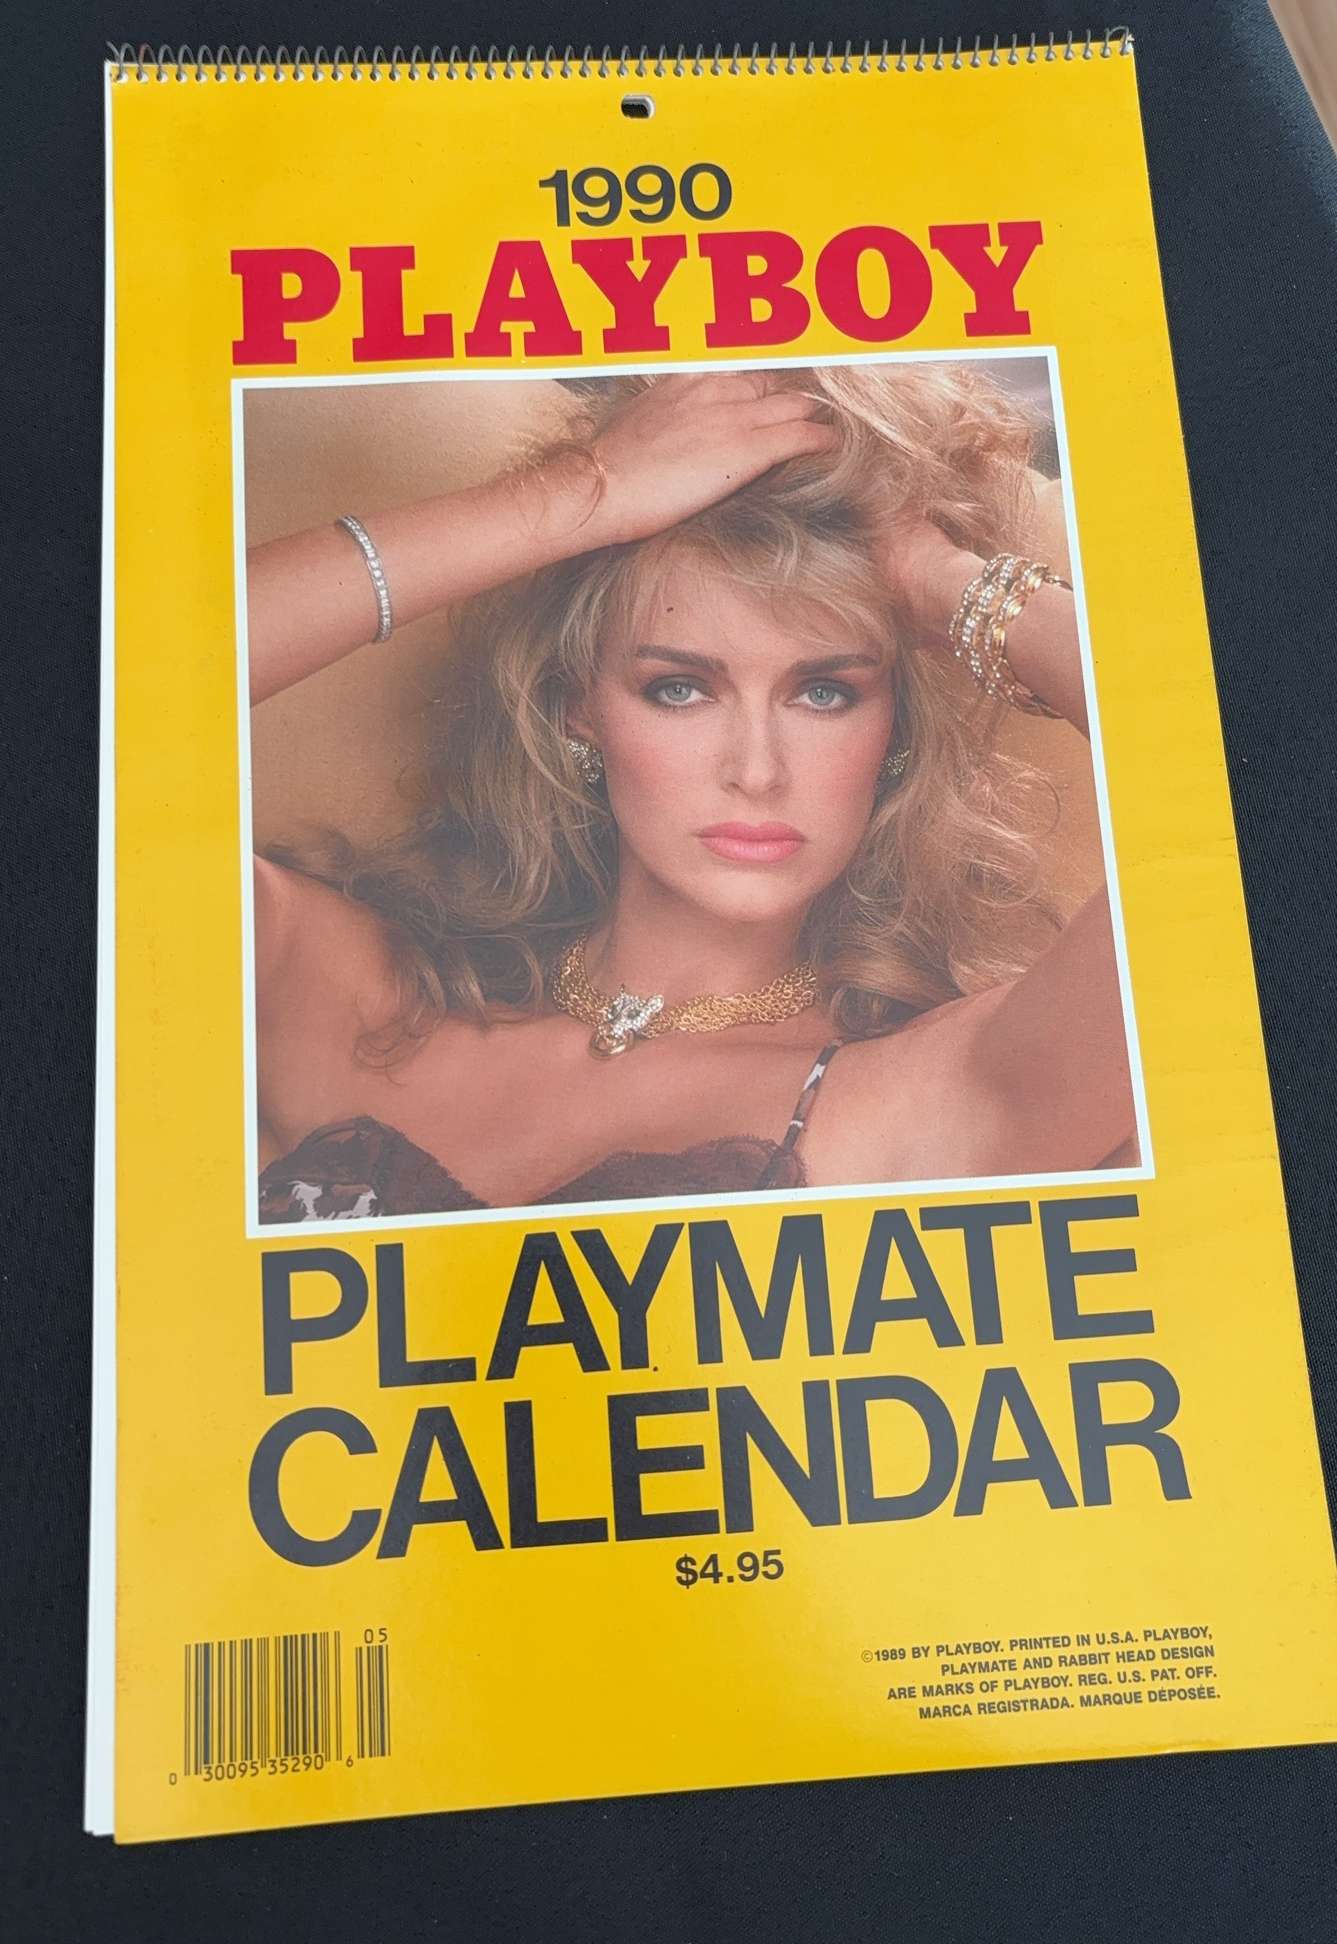 1990
PLAYBOY
PLAYMATE
CALENDAR
$4.95
05
0 30095 35290 6
©1989 BY PLAYBOY. PRINTED IN U.S.A. PLAYBOY,
PLAYMATE AND RABBIT HEAD DESIGN
ARE MARKS OF PLAYBOY. REG. U.S. PAT. OFF.
MARCA REGISTRADA. MARQUE DÉPOSÉE.